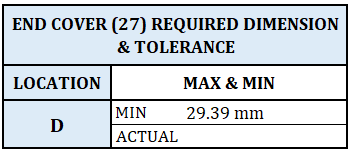 END COVER (27) REQUIRED DIMENSION
& TOLERANCE
LOCATION MAX & MIN
D
MIN 29.39 mm
ACTUAL